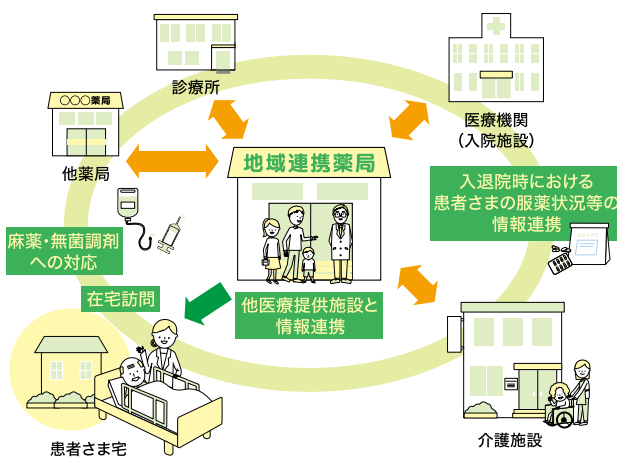 診療所
医療機関
（入院施設）
〇〇〇薬局
他薬局
地域連携薬局
入退院時における
患者さまの服薬状況等の
情報連携
麻薬・無菌調剤
への対応
在宅訪問
他医療提供施設と
情報連携
患者さま宅
介護施設